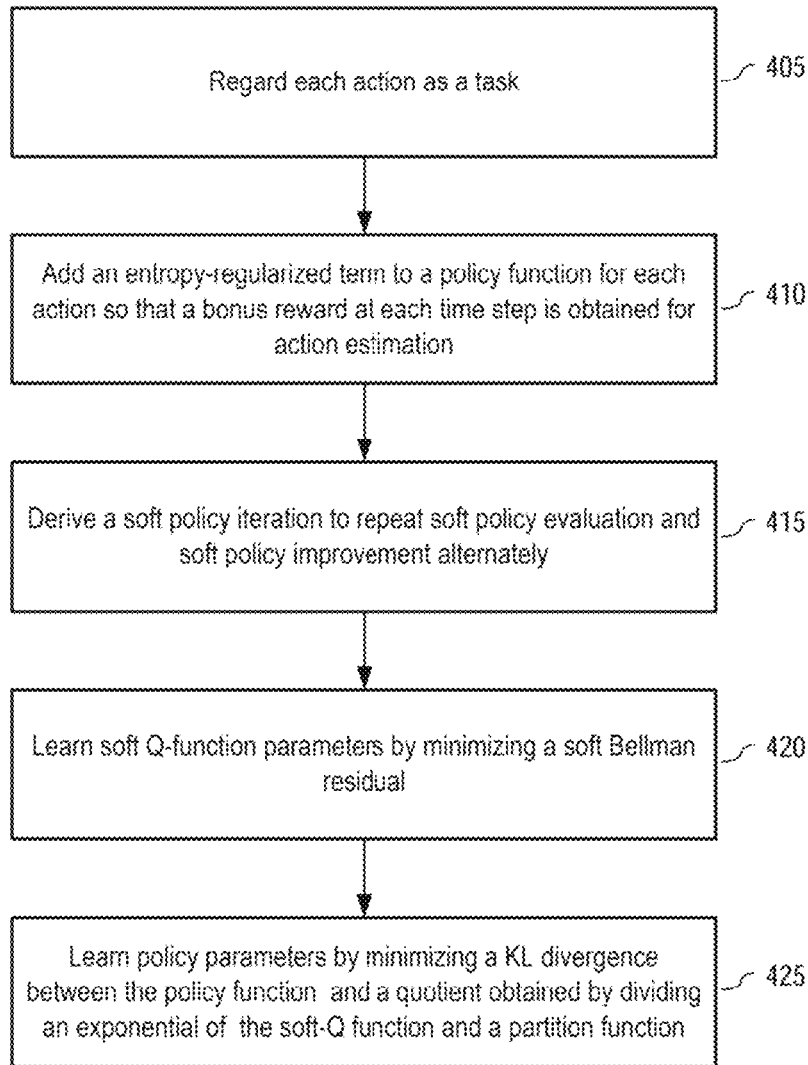 Regard each action as a task
405
Add an entropy-regularized term to a policy function for each
action so that a bonus reward at each time step is obtained for
action estimation
410
Derive a soft policy iteration to repeat soft policy evaluation and
soft policy improvement alternately
415
Learn soft Q-function parameters by minimizing a soft Bellman
residual
420
Learn policy parameters by minimizing a KL divergence
between the policy function and a quotient obtained by dividing
an exponential of the soft-Q function and a partition function
425